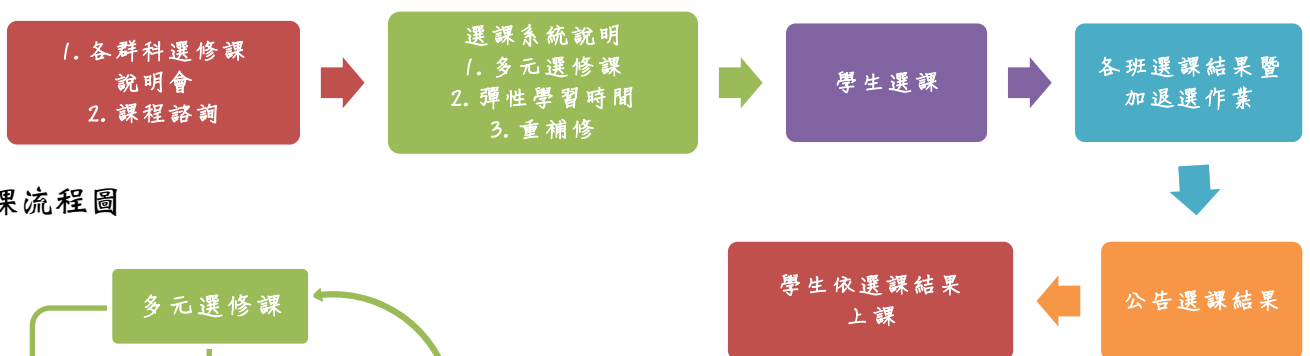 1. 各群科選修課
說明會
2. 課程諮詢
選課系統說明
1. 多元選修課
2. 彈性學習時間
3. 重補修
學生選課
各班選課結果暨
加退選作業
課流程圖
學生依選課結果
上課
公告選課結果
多元選修課